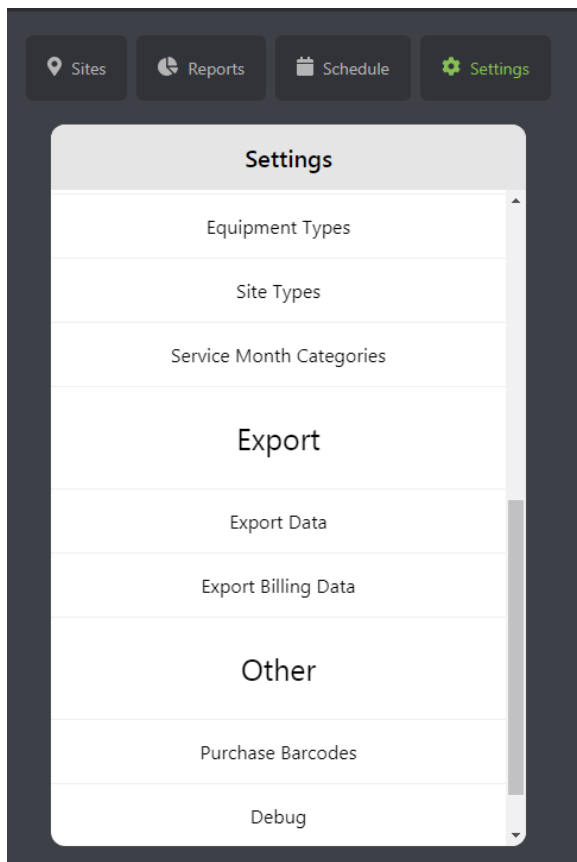 Sites Reports Schedule Settings
Settings
Equipment Types
Site Types
Service Month Categories
Export
Export Data
Export Billing Data
Other
Purchase Barcodes
Debug